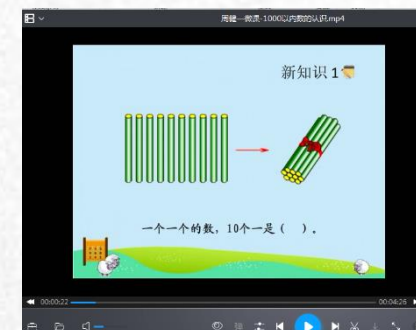 周健—微课-1000以内数的认识.mp4
新知识 1
一个一个的数，10个一是（    ）。
00:00:22
00:04:26